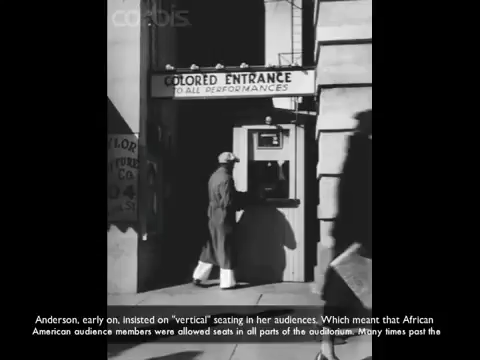 corbis
COLORED ENTRANCE
TO ALL PERFORMANCES
Co
Anderson, early on, insisted on "vertical" seating in her audiences. Which meant that African
American audience members were allowed seats in all parts of the auditorium. Many times past the